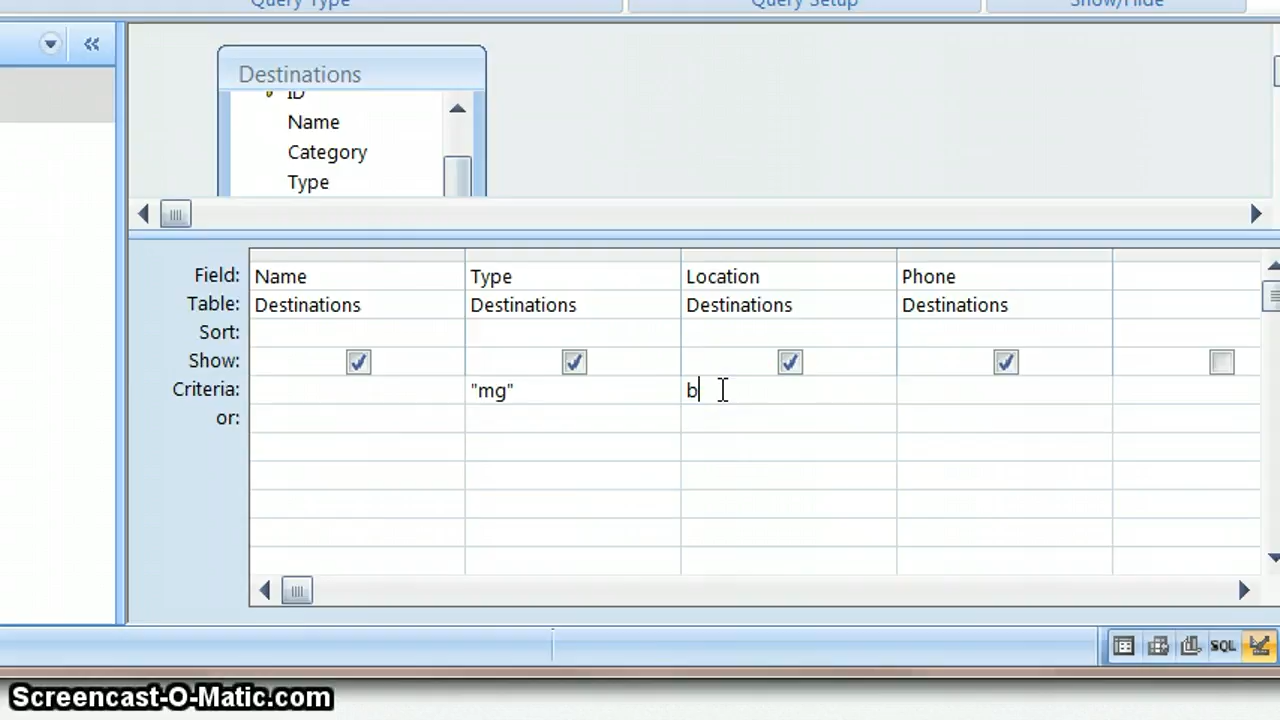 Query Type Query Setup Show/Hide
Destinations
ID
Name
Category
Type
Field: Name Type Location Phone
Table: Destinations Destinations Destinations Destinations
Sort:
Show:
Criteria: "mg" b
or:
SQL
Screencast-O-Matic.com